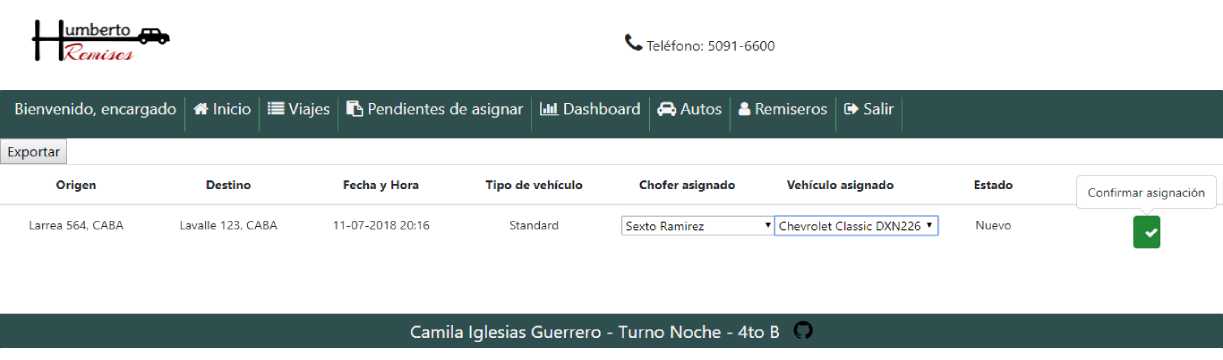 Humberto
Remises
Teléfono: 5091-6600
Bienvenido, encargado Inicio Viajes Pendientes de asignar Dashboard Autos Remiseros Salir
Exportar
Origen Destino Fecha y Hora Tipo de vehículo Chofer asignado Vehículo asignado Estado
Confirmar asignación
Larrea 564, CABA Lavalle 123, CABA 11-07-2018 20:16 Standard Sexto Ramirez Chevrolet Classic DXN226 Nuevo
Camila Iglesias Guerrero - Turno Noche - 4to B